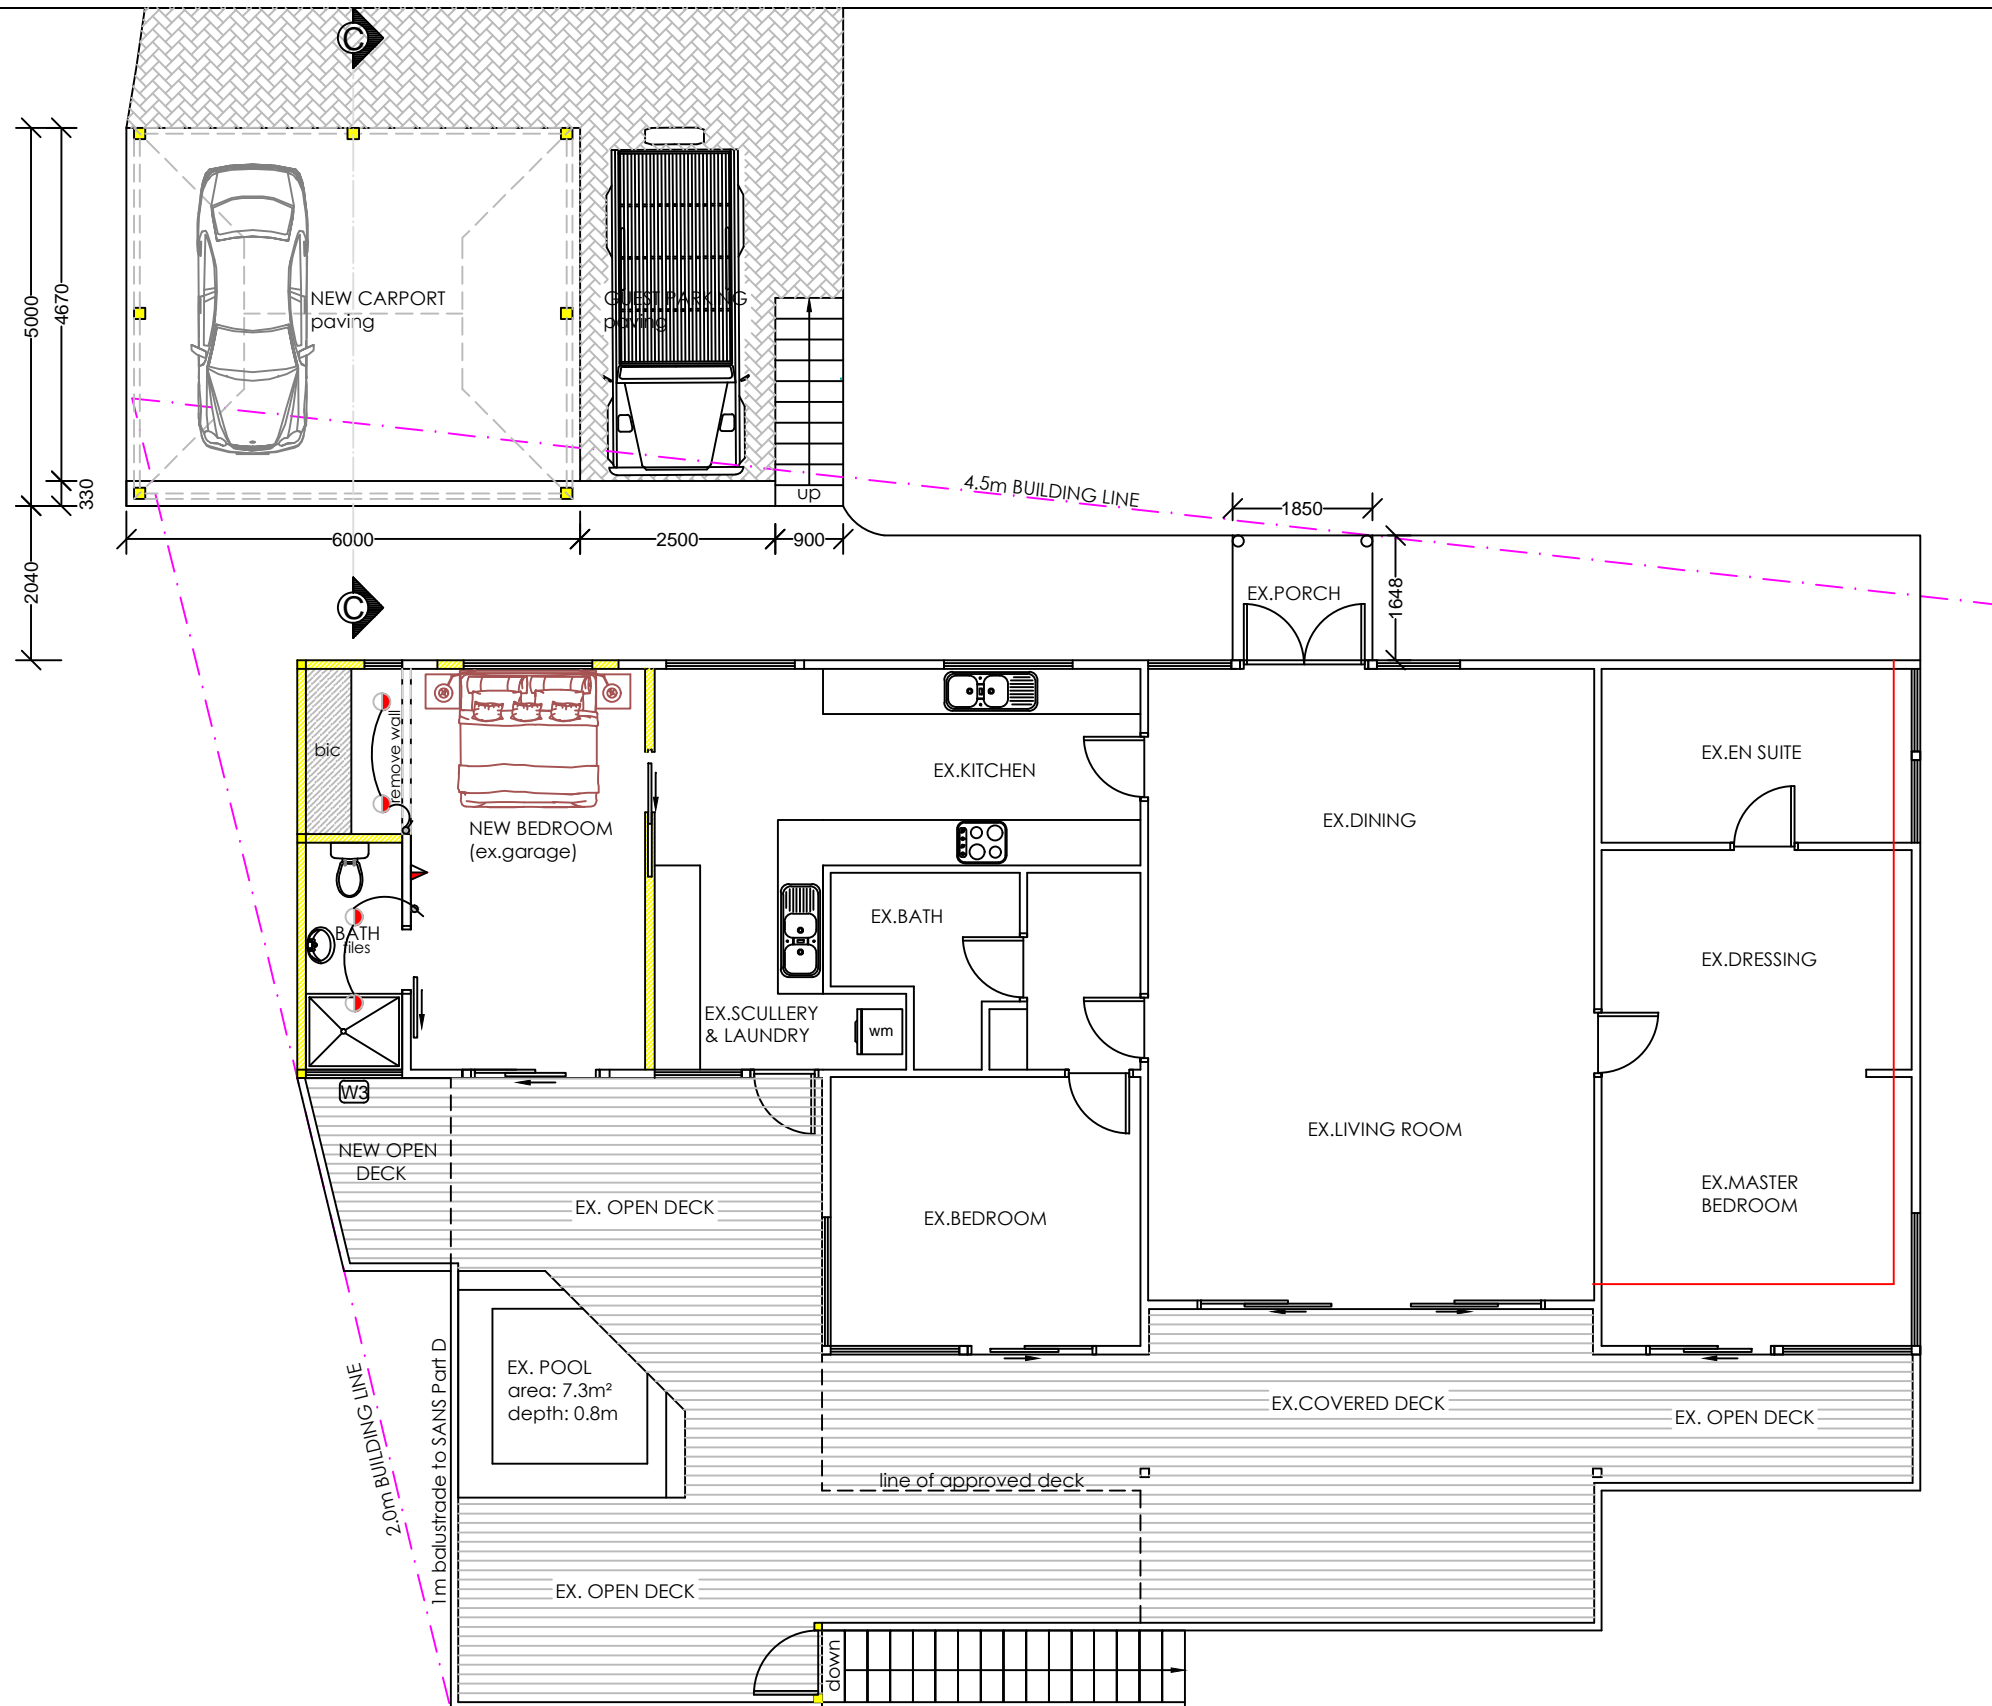 C
5000
4670
330
2040
NEW CARPORT
paving
GUEST PARKING
paving
up
4.5m BUILDING LINE
6000
2500
900
1850
1648
C
EX.PORCH
bic
remove wall
NEW BEDROOM
(ex.garage)
EX.KITCHEN
EX.DINING
EX.EN SUITE
BATH
tiles
EX.BATH
EX.DRESSING
EX.SCULLERY
& LAUNDRY
wm
W3
NEW OPEN
DECK
EX. OPEN DECK
EX.BEDROOM
EX.LIVING ROOM
EX.MASTER
BEDROOM
EX. POOL
area: 7.3m²
depth: 0.8m
2.0m BUILDING LINE
1m balustrade to SANS Part D
EX.COVERED DECK
EX. OPEN DECK
line of approved deck
EX. OPEN DECK
down